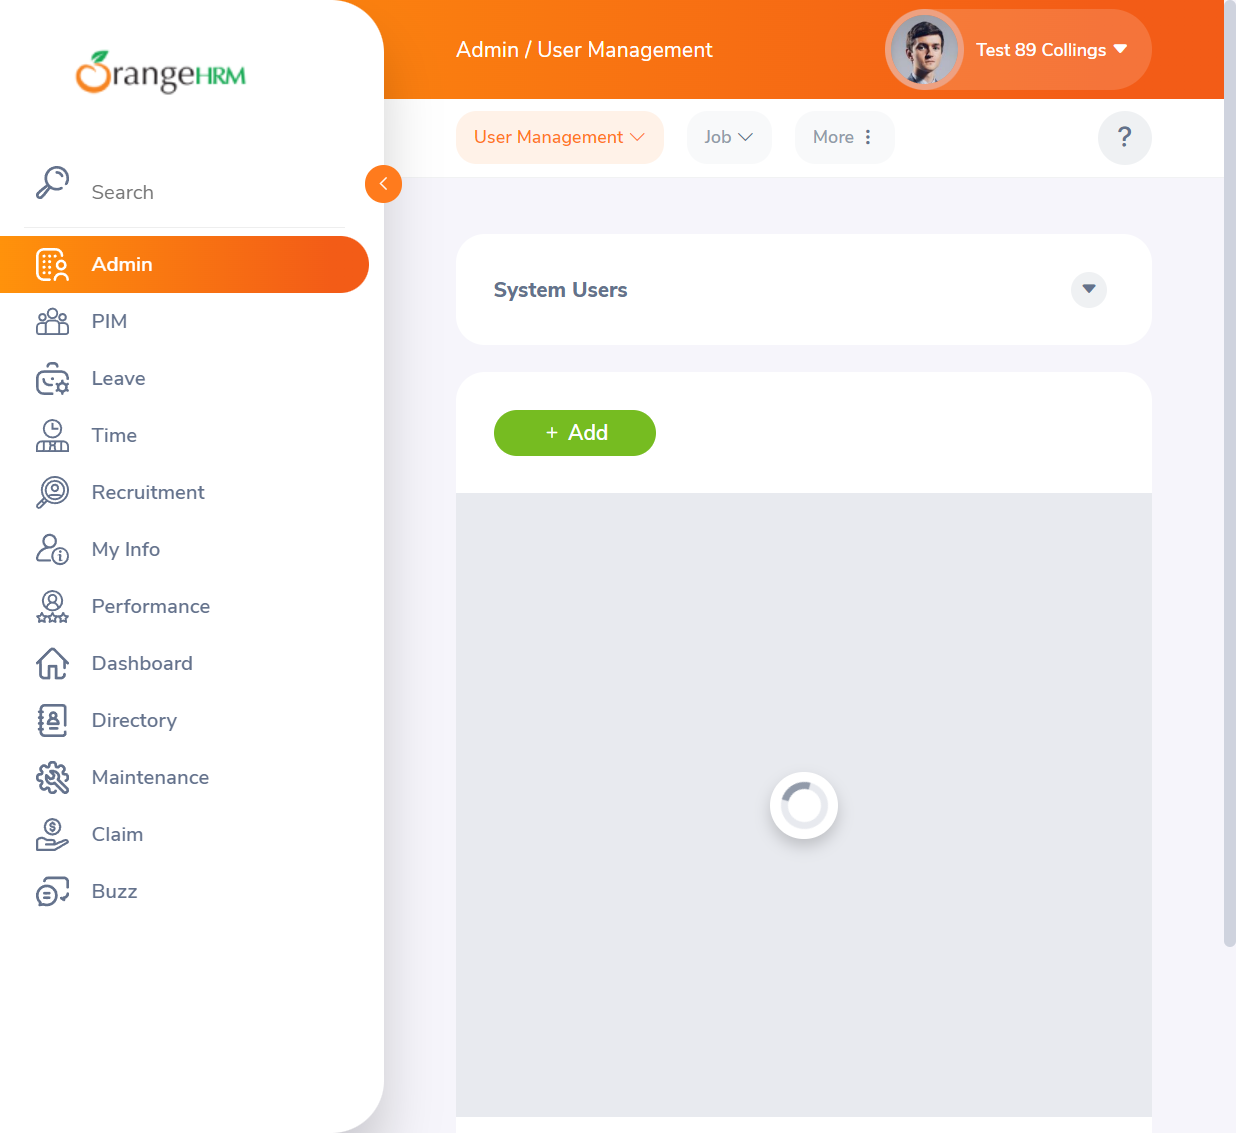 OrangeHRM
Search
Admin
PIM
Leave
Time
Recruitment
My Info
Performance
Dashboard
Directory
Maintenance
Claim
Buzz
Admin / User Management
Test 89 Collings
User Management
Job
More
?
System Users
+ Add